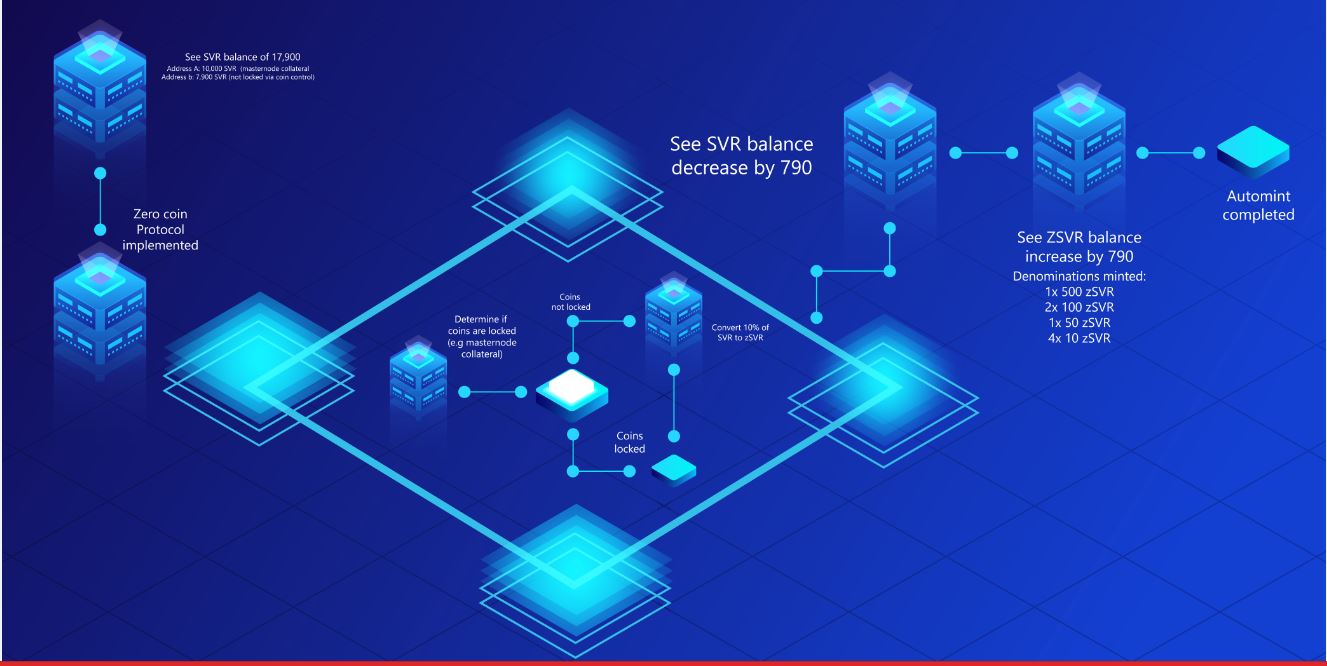 See SVR balance of 17,900
Address A: 10,000 SVR (masternode collateral
Address b: 7,900 SVR (not locked via coin control)
Zero coin
Protocol
implemented
Determine if
coins are locked
(e.g masternode
collateral)
Coins
not locked
Convert 10% of
SVR to zSVR
Coins
locked
See SVR balance
decrease by 790
See ZSVR balance
increase by 790
Denominations minted:
1x 500 zSVR
2x 100 zSVR
1x 50 zSVR
4x 10 zSVR
Automint
completed